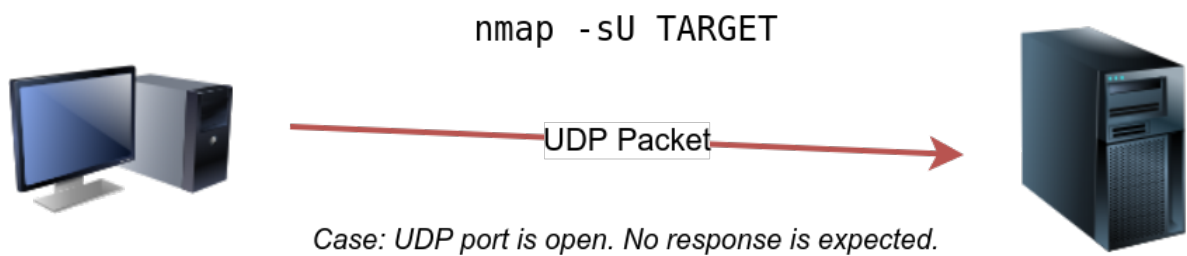 nmap -sU TARGET
UDP Packet
Case: UDP port is open. No response is expected.